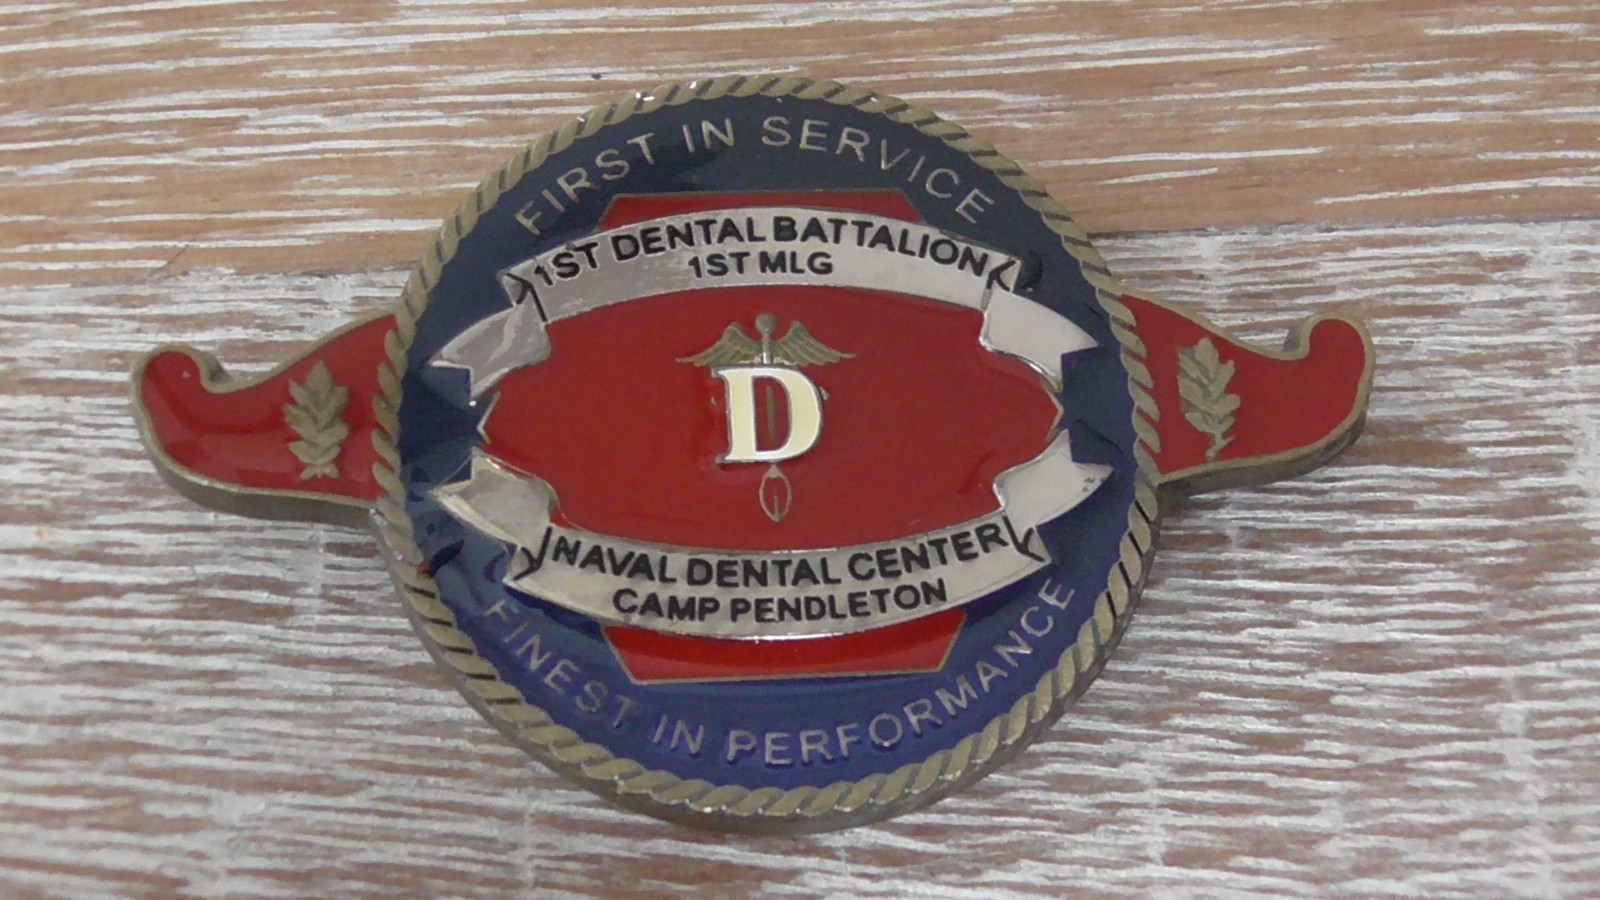 FIRST IN SERVICE
1ST DENTAL BATTALION
1ST MLG
D
NAVAL DENTAL CENTER
CAMP PENDLETON
FINEST IN PERFORMANCE